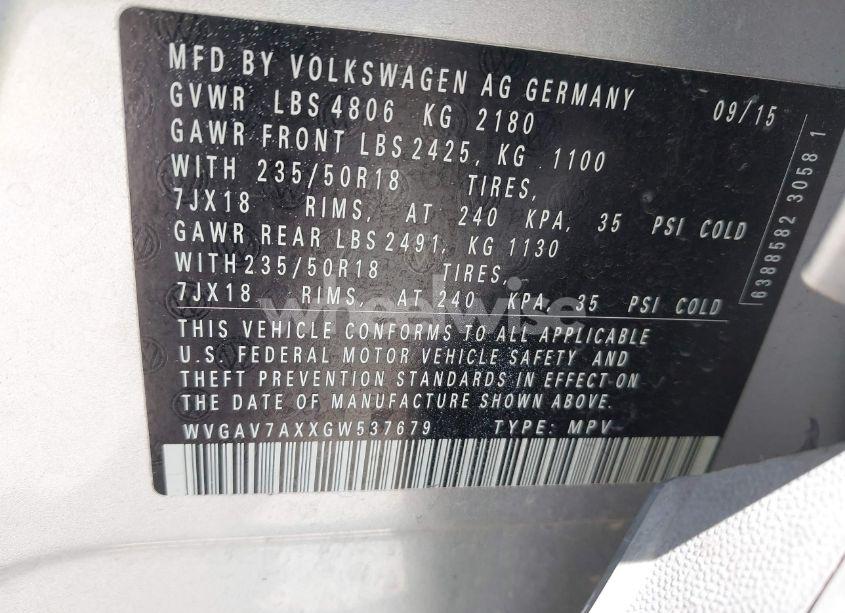 MFD BY VOLKSWAGEN AG GERMANY 09/15
GVWR LBS 4806 KG 2180
GAWR FRONT LBS 2425, KG 1100
WITH 235/50R18 TIRES,
7JX18 RIMS, AT 240 KPA, 35 PSI COLD
GAWR REAR LBS 2491, KG 1130
WITH 235/50R18 TIRES,
7JX18 RIMS, AT 240 KPA, 35 PSI COLD
THIS VEHICLE CONFORMS TO ALL APPLICABLE
U.S. FEDERAL MOTOR VEHICLE SAFETY AND
THEFT PREVENTION STANDARDS IN EFFECT ON
THE DATE OF MANUFACTURE SHOWN ABOVE.
WVGAV7AXXGW537679 TYPE: MPV
6388582 3058 1
wheelwise